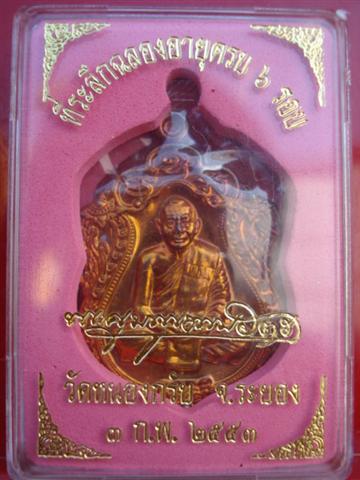 ที่ระลึกฉลองอายุครบ ๖ รอบ
วัดหนองกรับ จ.ระยอง
๓ ก.พ. ๒๕๕๓